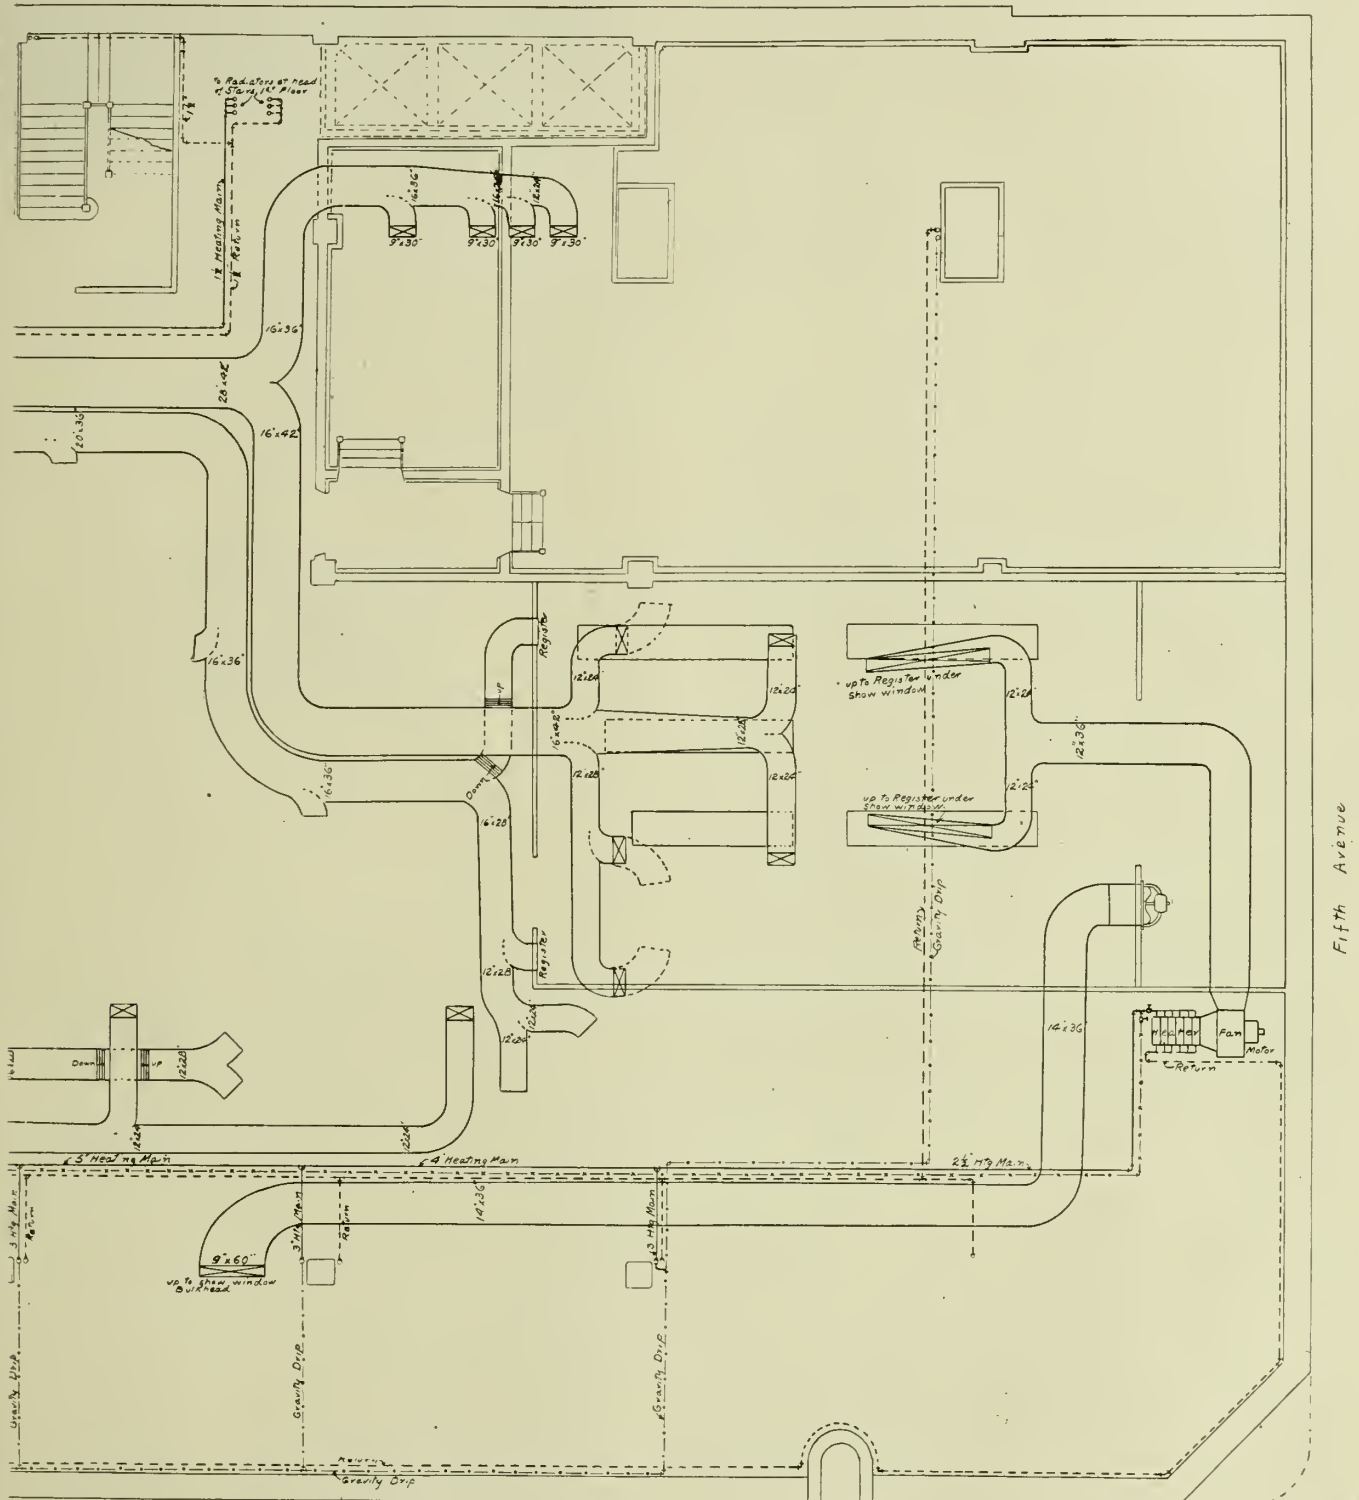 to Radiators at head
of Stairs, 1st Floor
1½"
1½ Heating Main
1½ Return
16"x36"
16"x36"
12"x24"
9"x30"
9"x30"
9"x30"
9"x30"
28"x42"
16"x42"
20"x36"
16"x36"
Register
up
12"x24"
12"x24"
16"x42"
12"x28"
12"x28"
12"x24"
up to Register under
Show window
12"x24"
12"x36"
16"x36"
Down
16"x28"
up to Register under
Show window
12"x24"
Fifth Avenue
Return
Gravity Drip
Register
12"x28"
12"x24"
12"x24"
14"x36"
Heater
Fan
Motor
Return
Down
up
12"x28"
12"x24"
12"x24"
5" Heating Main
4" Heating Main
2½" Htg Main
3" Htg Main
Return
3" Htg Main
Return
14"x36"
3 Htg Main
9"x60"
up to show window
Bulkhead
Gravity Drip
Gravity Drip
Gravity Drip
Return
Gravity Drip